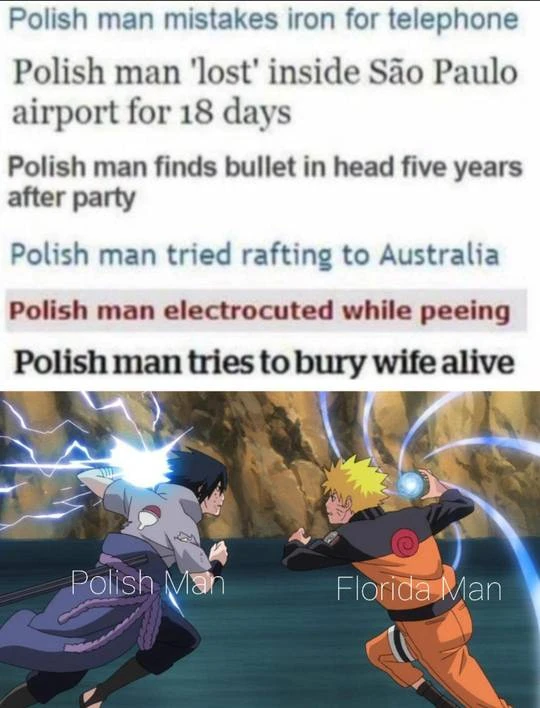 Polish man mistakes iron for telephone
Polish man 'lost' inside São Paulo
airport for 18 days
Polish man finds bullet in head five years
after party
Polish man tried rafting to Australia
Polish man electrocuted while peeing
Polish man tries to bury wife alive
Polish Man
Florida Man